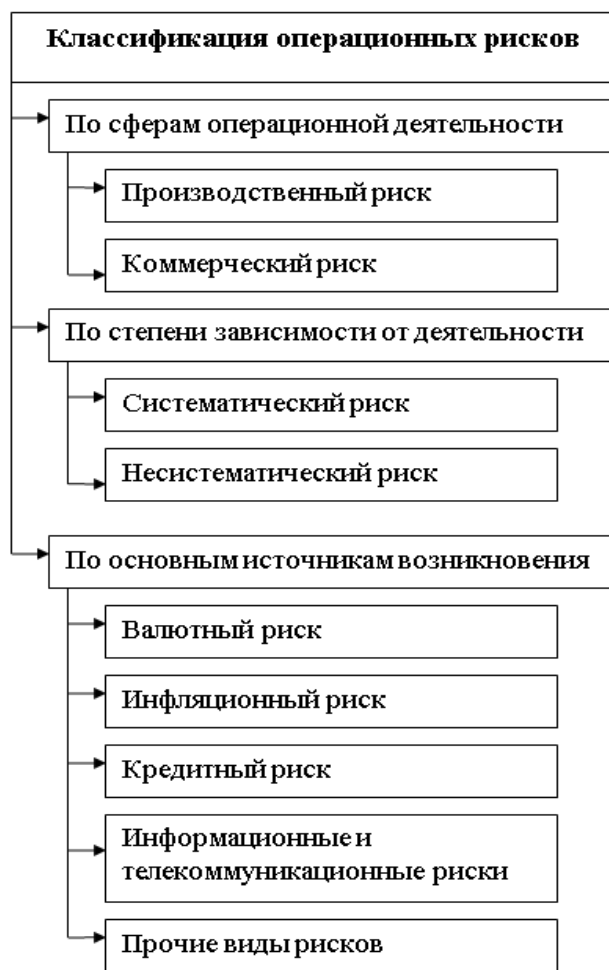 Классификация операционных рисков
По сферам операционной деятельности
Производственный риск
Коммерческий риск
По степени зависимости от деятельности
Систематический риск
Несистематический риск
По основным источникам возникновения
Валютный риск
Инфляционный риск
Кредитный риск
Информационные и
телекоммуникационные риски
Прочие виды рисков